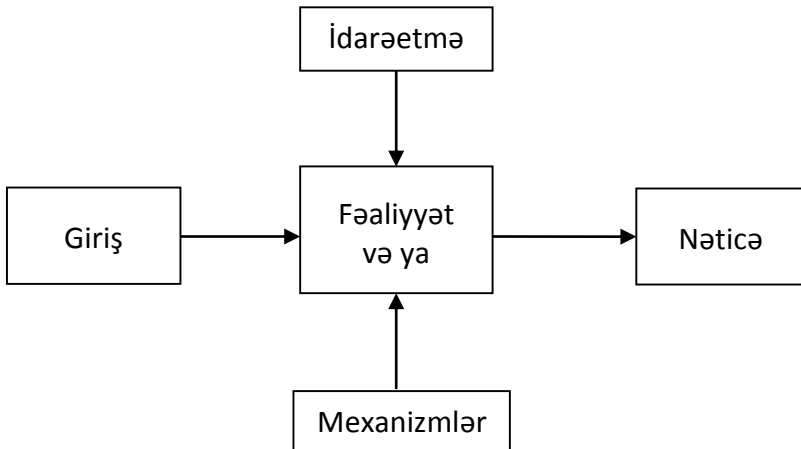 İdarəetmə
Giriş
Fəaliyyət
və ya
Nəticə
Mexanizmlər